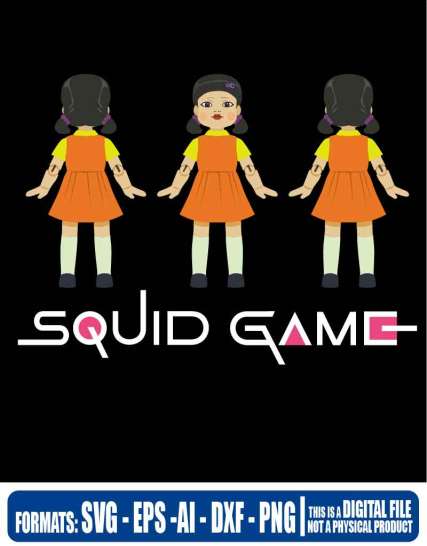 SQUID GAME
FORMATS: SVG - EPS -AI - DXF - PNG
THIS IS A DIGITAL FILE
NOT A PHYSICAL PRODUCT